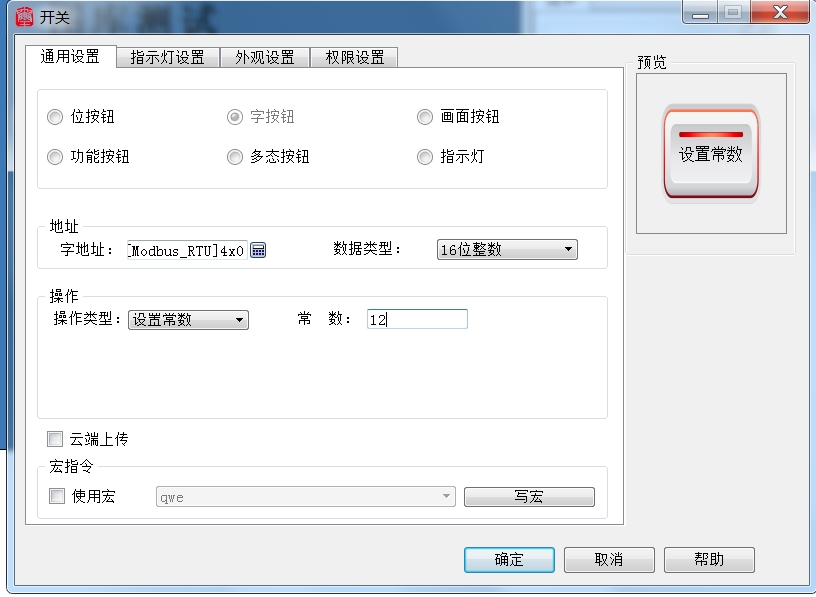 开关
库测试
通用设置 指示灯设置 外观设置 权限设置
预览
位按钮 字按钮 画面按钮
功能按钮 多态按钮 指示灯
设置常数
地址
字地址： [Modbus_RTU]4x0 数据类型： 16位整数
操作
操作类型： 设置常数 常 数： 12
云端上传
宏指令
使用宏 qwe 写宏
确定 取消 帮助